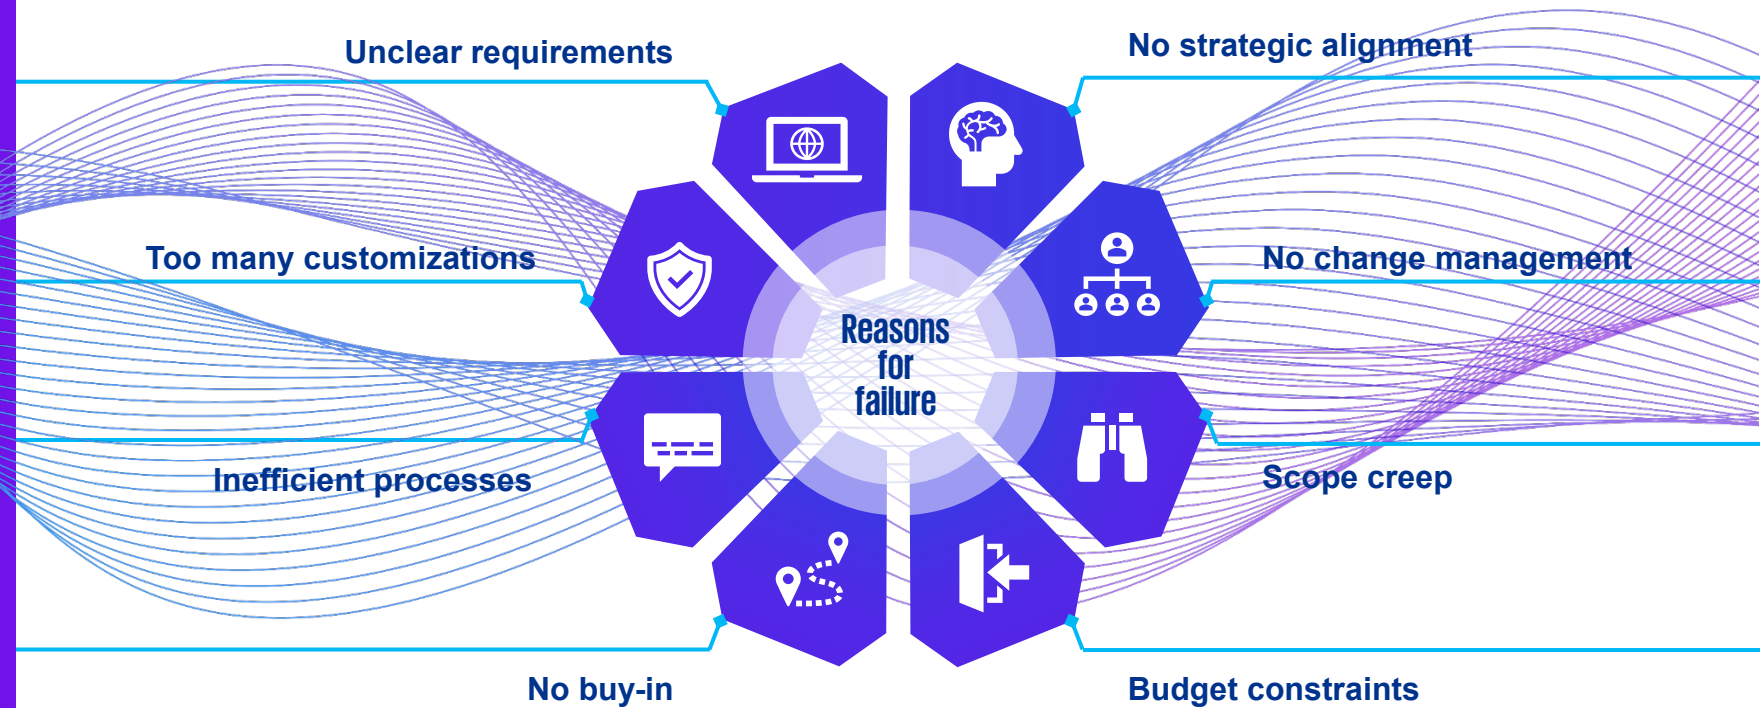 Unclear requirements
No strategic alignment
Too many customizations
No change management
Reasons
for
failure
Inefficient processes
Scope creep
No buy-in
Budget constraints